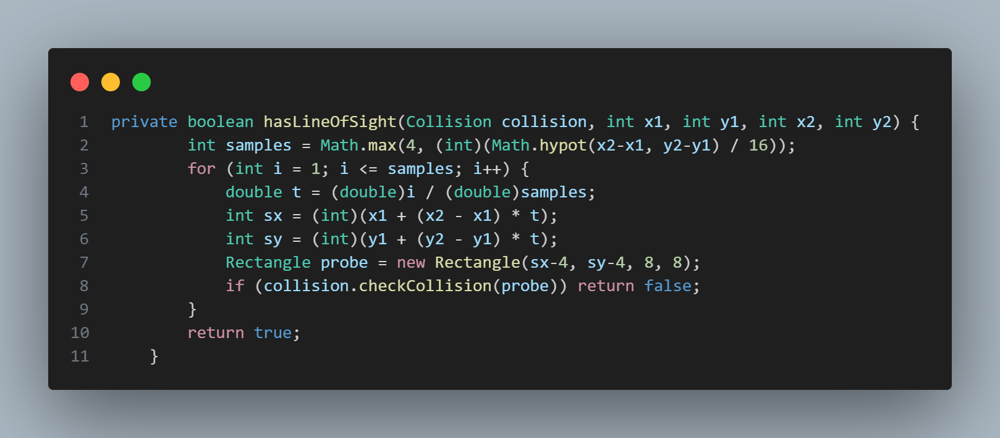 1 private boolean hasLineOfSight(Collision collision, int x1, int y1, int x2, int y2) {
2         int samples = Math.max(4, (int)(Math.hypot(x2-x1, y2-y1) / 16));
3         for (int i = 1; i <= samples; i++) {
4             double t = (double)i / (double)samples;
5             int sx = (int)(x1 + (x2 - x1) * t);
6             int sy = (int)(y1 + (y2 - y1) * t);
7             Rectangle probe = new Rectangle(sx-4, sy-4, 8, 8);
8             if (collision.checkCollision(probe)) return false;
9         }
10         return true;
11     }